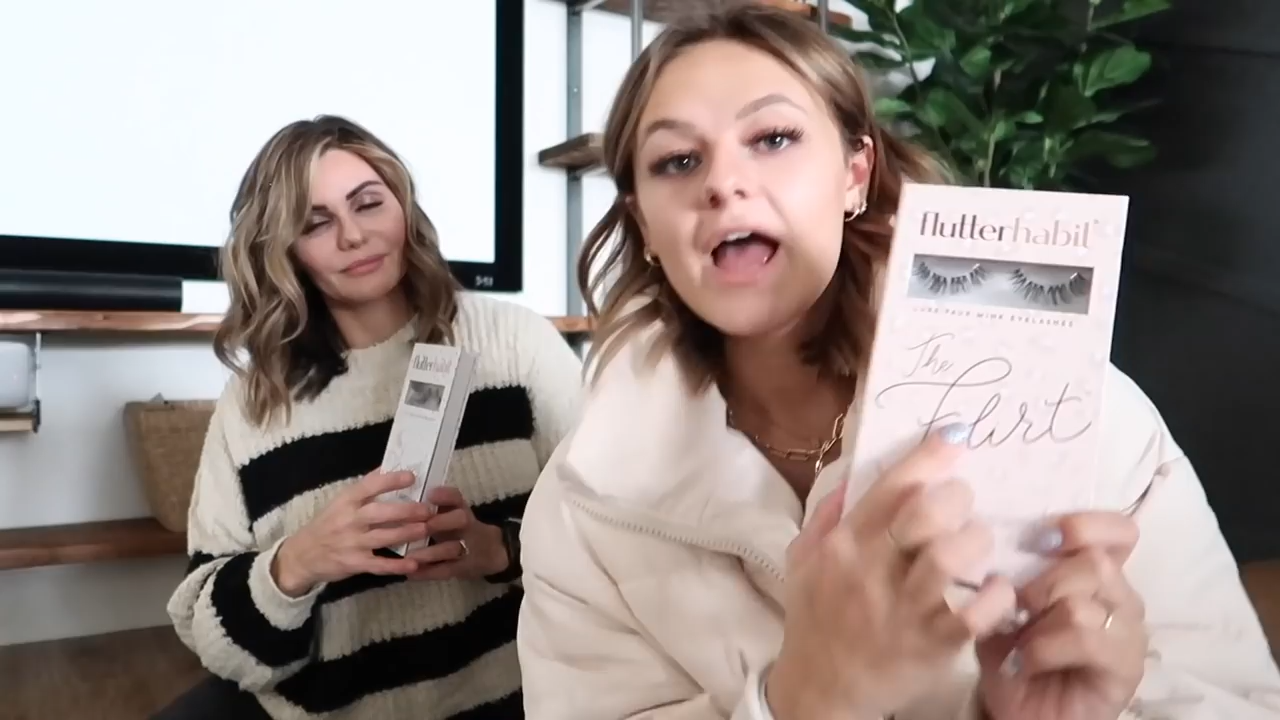 flutterhabit
LUXE FAUX MINK EYELASHES
The
Flirt
flutterhabit